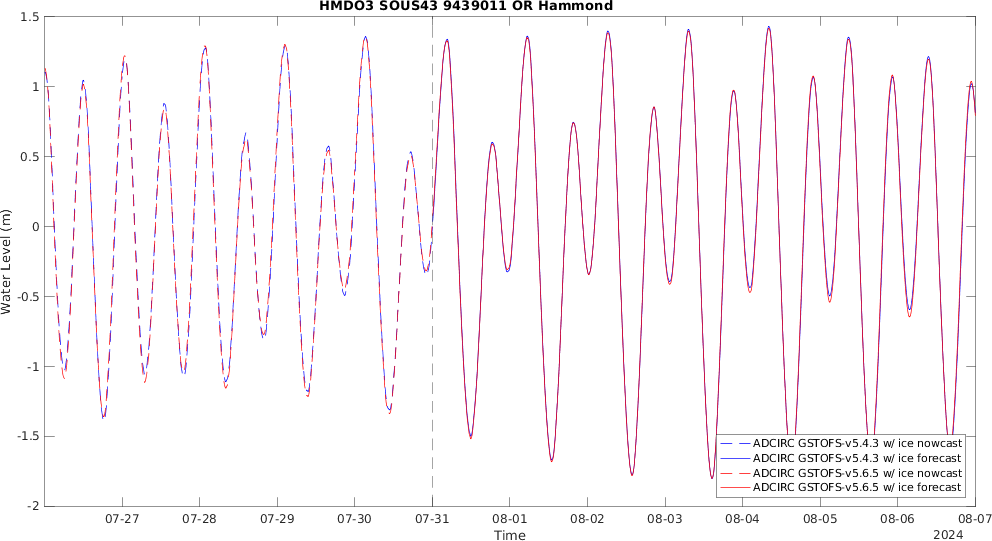 HMDO3 SOUS43 9439011 OR Hammond
1.5
1
0.5
0
-0.5
-1
-1.5
-2
Water Level (m)
ADCIRC GSTOFS-v5.4.3 w/ ice nowcast
ADCIRC GSTOFS-v5.4.3 w/ ice forecast
ADCIRC GSTOFS-v5.6.5 w/ ice nowcast
ADCIRC GSTOFS-v5.6.5 w/ ice forecast
07-27 07-28 07-29 07-30 07-31 08-01 08-02 08-03 08-04 08-05 08-06 08-07
Time
2024